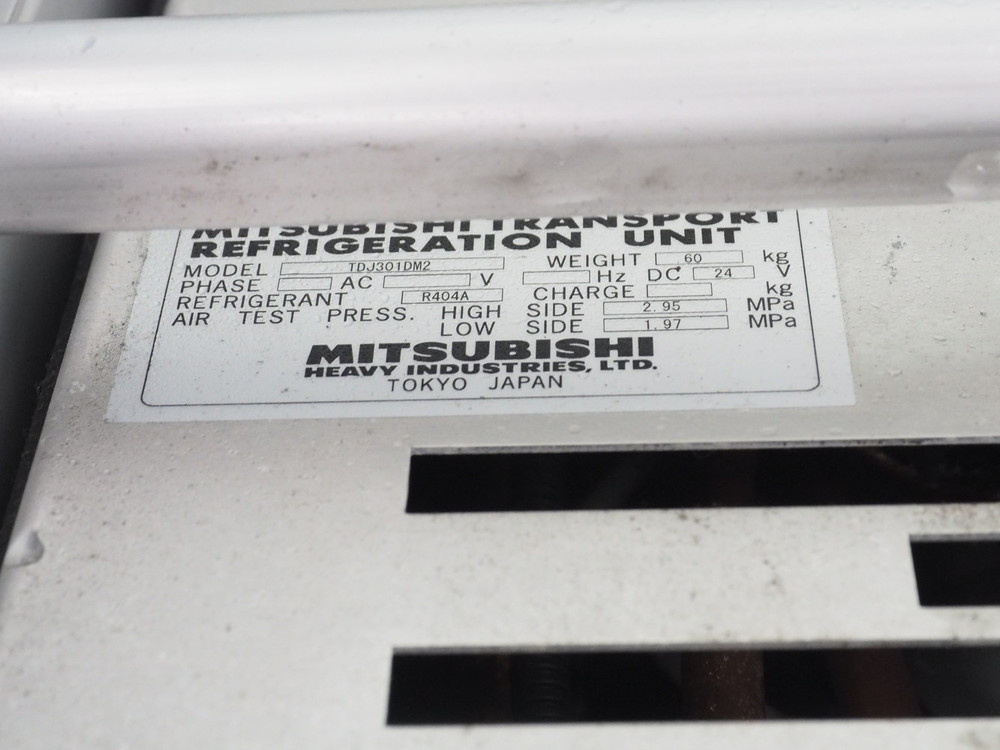 MITSUBISHI TRANSPORT
REFRIGERATION UNIT
MODEL TDJ301DM2 WEIGHT 60 kg
PHASE AC V Hz DC 24 V
REFRIGERANT R404A CHARGE kg
AIR TEST PRESS. HIGH SIDE 2.95 MPa
LOW SIDE 1.97 MPa
MITSUBISHI
HEAVY INDUSTRIES, LTD.
TOKYO JAPAN